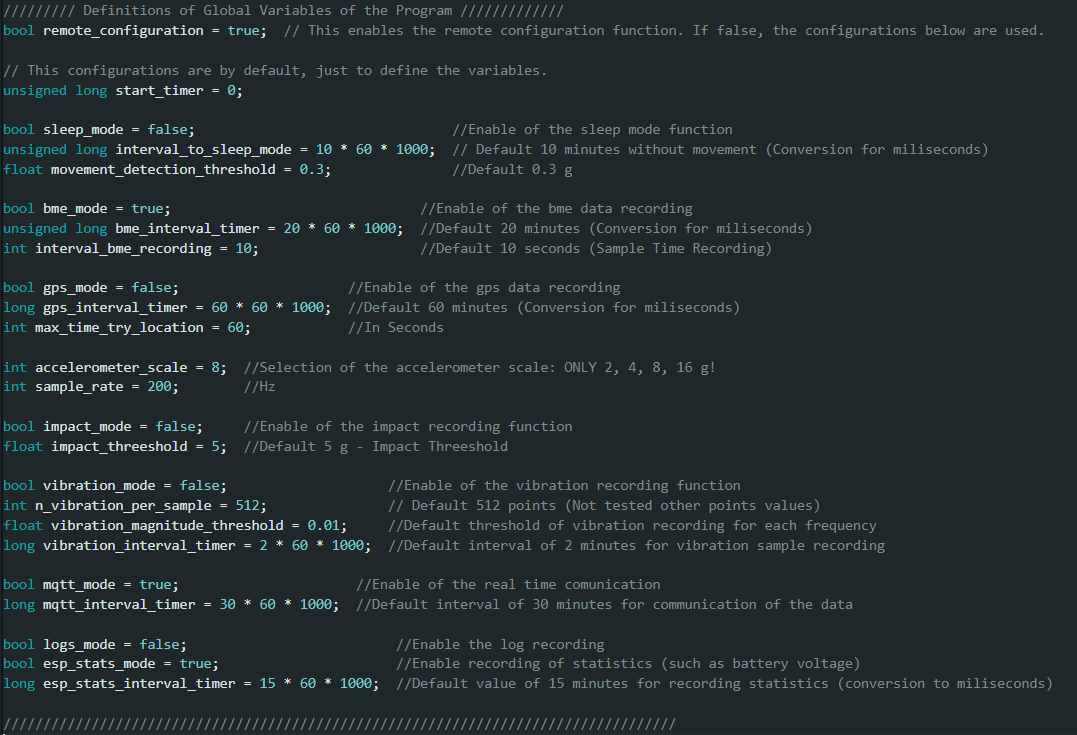 ///////// Definitions of Global Variables of the Program /////////////
bool remote_configuration = true;  // This enables the remote configuration function. If false, the configurations below are used.
// This configurations are by default, just to define the variables.
unsigned long start_timer = 0;
bool sleep_mode = false;                                //Enable of the sleep mode function
unsigned long interval_to_sleep_mode = 10 * 60 * 1000;  // Default 10 minutes without movement (Conversion for miliseconds)
float movement_detection_threshold = 0.3;               //Default 0.3 g
bool bme_mode = true;                               //Enable of the bme data recording
unsigned long bme_interval_timer = 20 * 60 * 1000;  //Default 20 minutes (Conversion for miliseconds)
int interval_bme_recording = 10;                    //Default 10 seconds (Sample Time Recording)
bool gps_mode = false;                     //Enable of the gps data recording
long gps_interval_timer = 60 * 60 * 1000;  //Default 60 minutes (Conversion for miliseconds)
int max_time_try_location = 60;            //In Seconds
int accelerometer_scale = 8;  //Selection of the accelerometer scale: ONLY 2, 4, 8, 16 g!
int sample_rate = 200;        //Hz
bool impact_mode = false;     //Enable of the impact recording function
float impact_threeshold = 5;  //Default 5 g - Impact Threeshold
bool vibration_mode = false;                    //Enable of the vibration recording function
int n_vibration_per_sample = 512;               // Default 512 points (Not tested other points values)
float vibration_magnitude_threshold = 0.01;     //Default threshold of vibration recording for each frequency
long vibration_interval_timer = 2 * 60 * 1000;  //Default interval of 2 minutes for vibration sample recording
bool mqtt_mode = true;                      //Enable of the real time comunication
long mqtt_interval_timer = 30 * 60 * 1000;  //Default interval of 30 minutes for communication of the data
bool logs_mode = false;                          //Enable the log recording
bool esp_stats_mode = true;                      //Enable recording of statistics (such as battery voltage)
long esp_stats_interval_timer = 15 * 60 * 1000;  //Default value of 15 minutes for recording statistics (conversion to miliseconds)
////////////////////////////////////////////////////////////////////////////////////